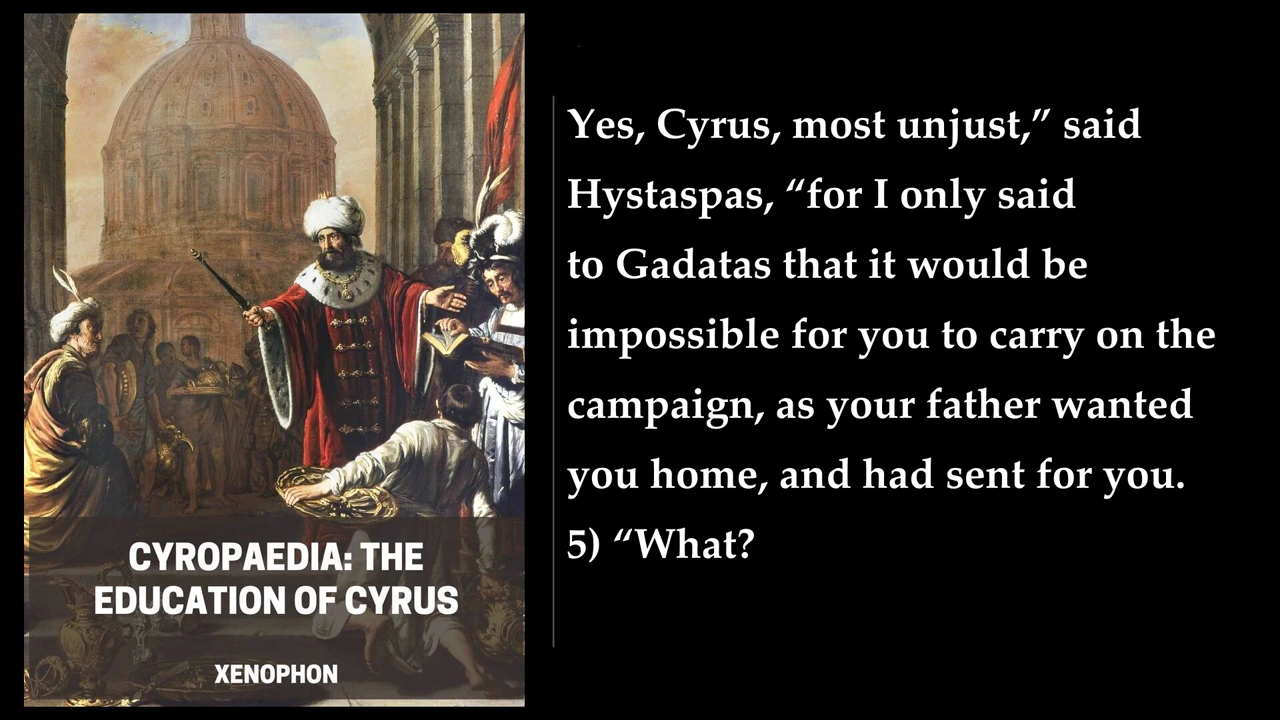 CYROPAEDIA: THE
EDUCATION OF CYRUS
XENOPHON
Yes, Cyrus, most unjust,” said
Hystaspas, “for I only said
to Gadatas that it would be
impossible for you to carry on the
campaign, as your father wanted
you home, and had sent for you.
5) “What?